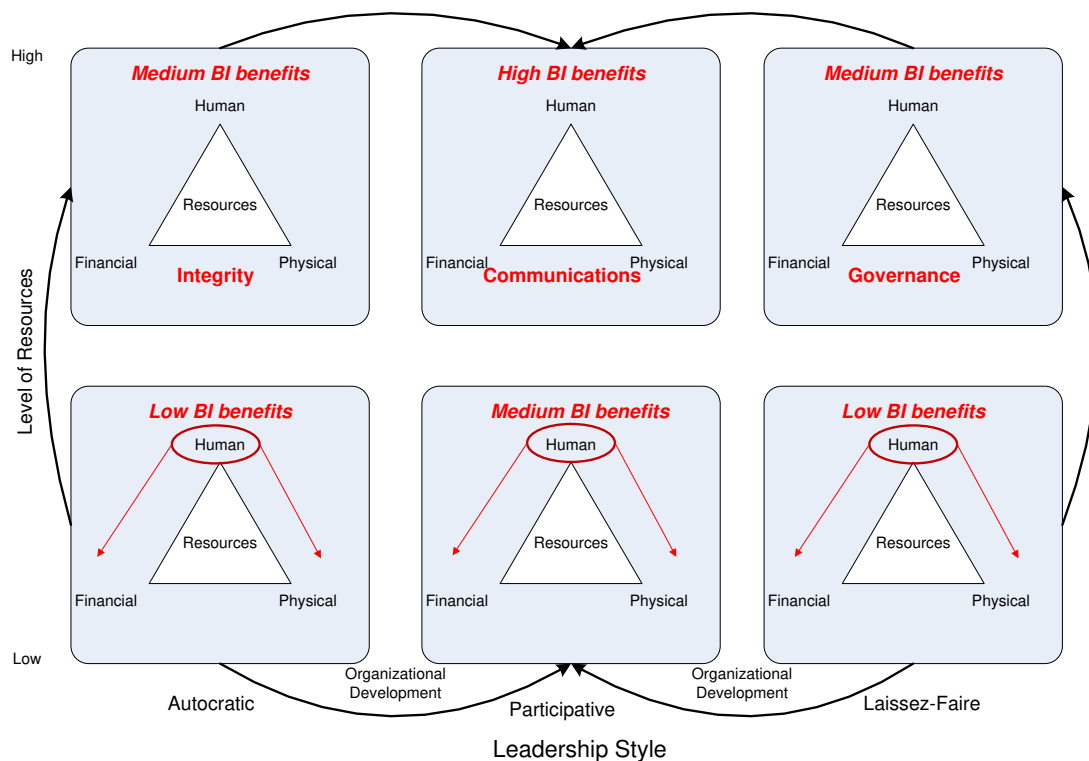 High
Medium BI benefits
High BI benefits
Medium BI benefits
Human
Human
Human
Resources
Resources
Resources
Financial
Physical
Financial
Physical
Financial
Physical
Integrity
Communications
Governance
Level of Resources
Low BI benefits
Medium BI benefits
Low BI benefits
Human
Human
Human
Resources
Resources
Resources
Financial
Physical
Financial
Physical
Financial
Physical
Low
Organizational
Development
Organizational
Development
Autocratic
Participative
Laissez-Faire
Leadership Style